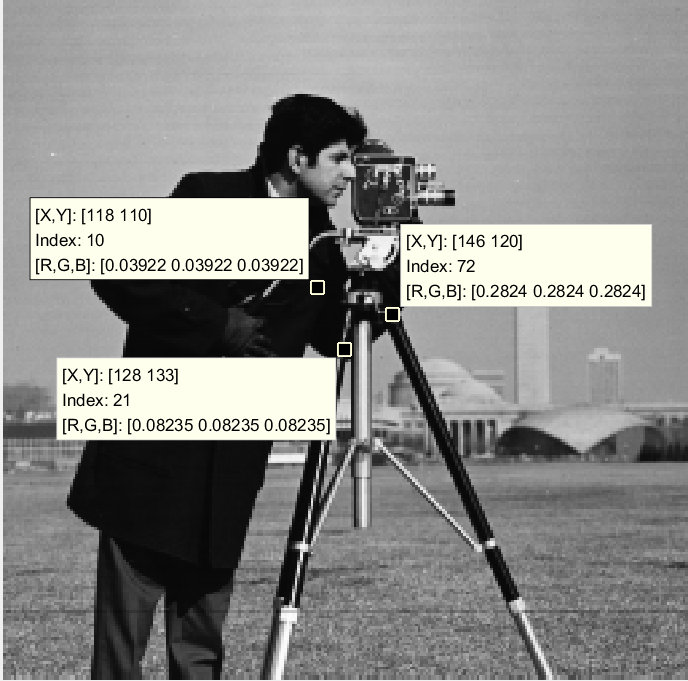 [X,Y]: [118 110]
Index: 10
[R,G,B]: [0.03922 0.03922 0.03922]
[X,Y]: [146 120]
Index: 72
[R,G,B]: [0.2824 0.2824 0.2824]
[X,Y]: [128 133]
Index: 21
[R,G,B]: [0.08235 0.08235 0.08235]